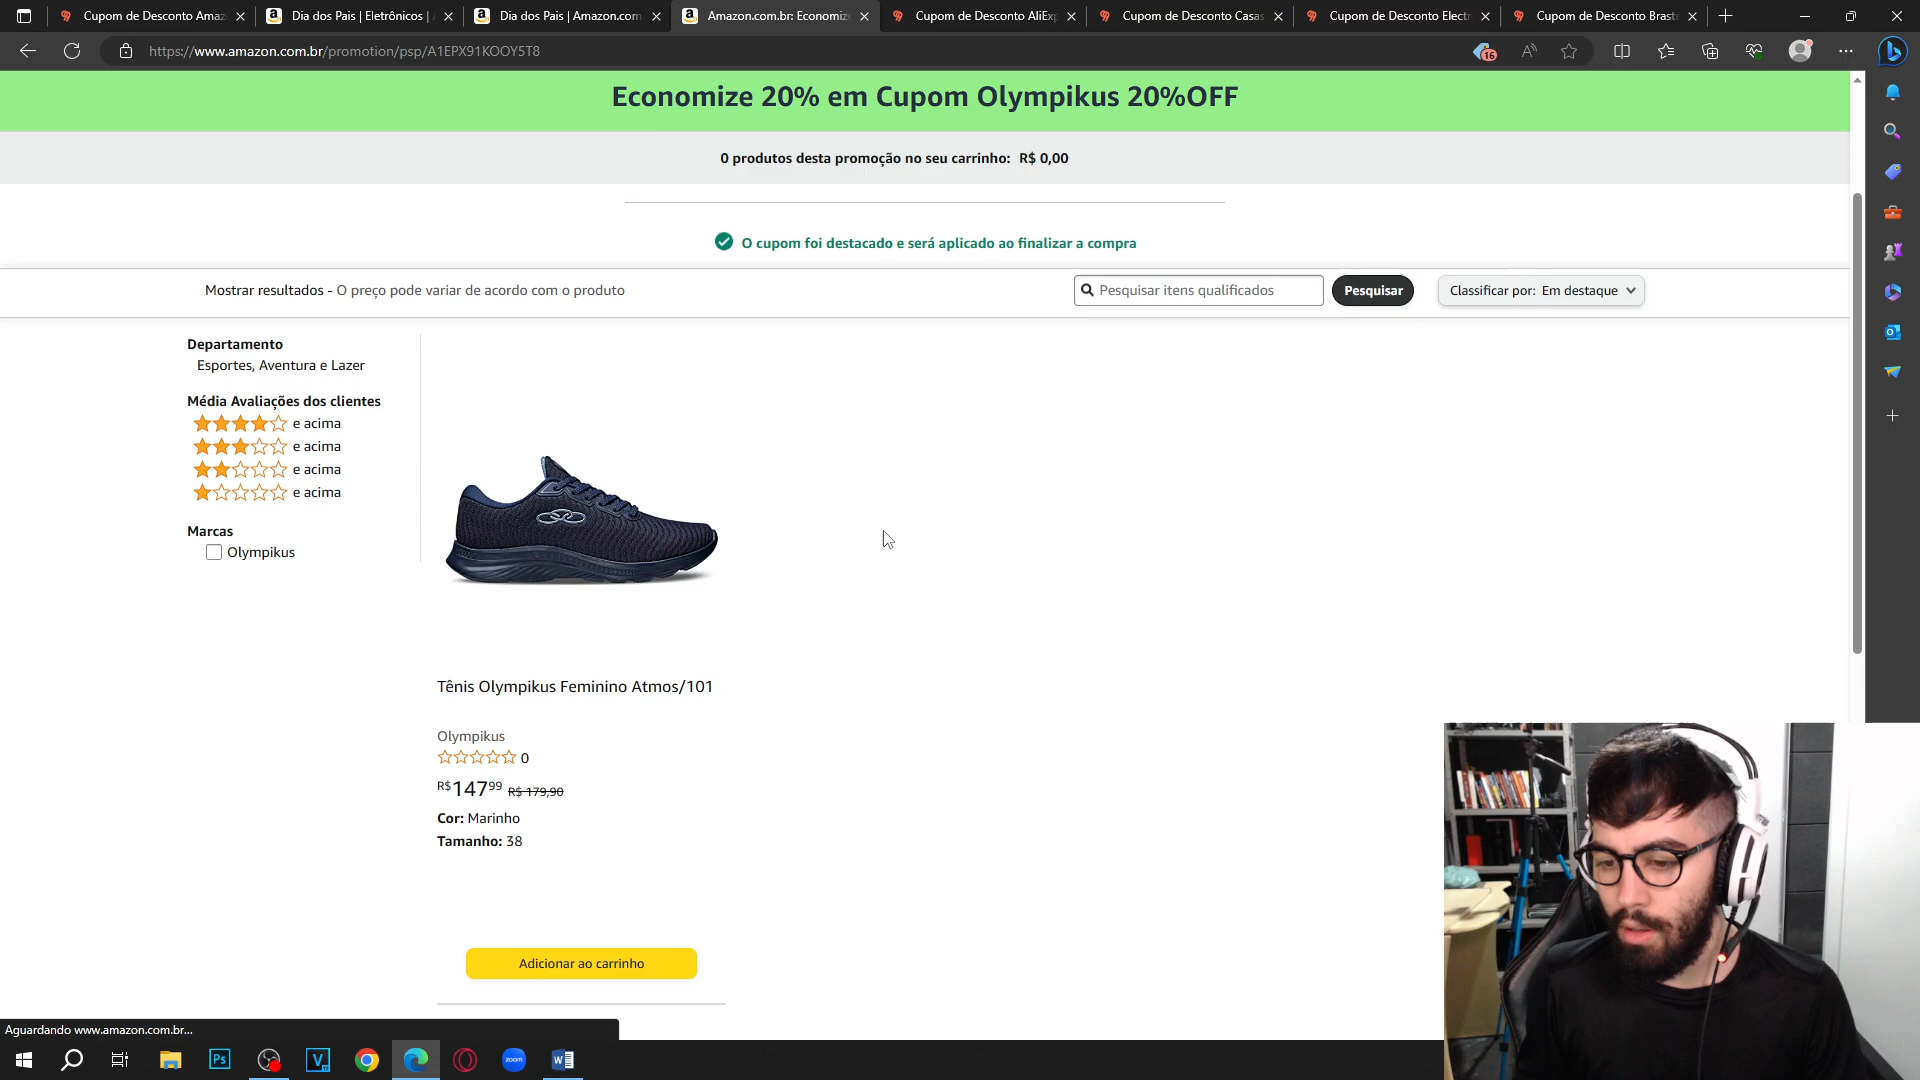 Cupom de Desconto Amaz
Dia dos Pais | Eletrônicos |
Dia dos Pais | Amazon.com.
Amazon.com.br: Economize
Cupom de Desconto AliExp
Cupom de Desconto Casas
Cupom de Desconto Electr
Cupom de Desconto Braste
https://www.amazon.com.br/promotion/psp/A1EPX91KOOY5T8
16
Economize 20% em Cupom Olympikus 20%OFF
0 produtos desta promoção no seu carrinho: R$ 0,00
O cupom foi destacado e será aplicado ao finalizar a compra
Mostrar resultados - O preço pode variar de acordo com o produto
Pesquisar itens qualificados
Pesquisar
Classificar por: Em destaque
Departamento
Esportes, Aventura e Lazer
Média Avaliações dos clientes
e acima
e acima
e acima
e acima
Marcas
Olympikus
Tênis Olympikus Feminino Atmos/101
Olympikus
0
R$14799 R$ 179,90
Cor: Marinho
Tamanho: 38
Adicionar ao carrinho
Aguardando www.amazon.com.br...
Ps
V
zoom
W